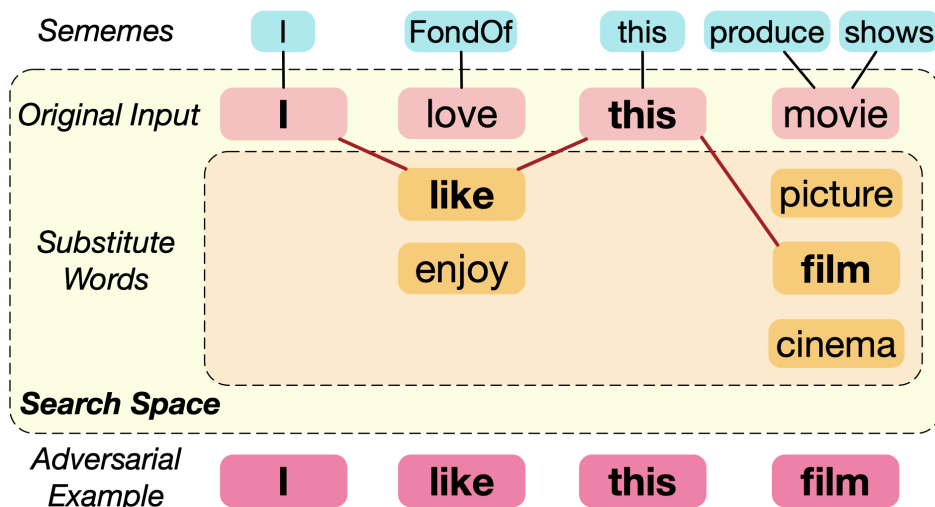 Sememes I FondOf this produce shows
Original Input I love this movie
like picture
Substitute
Words
enjoy film
cinema
Search Space
Adversarial
Example
I like this film